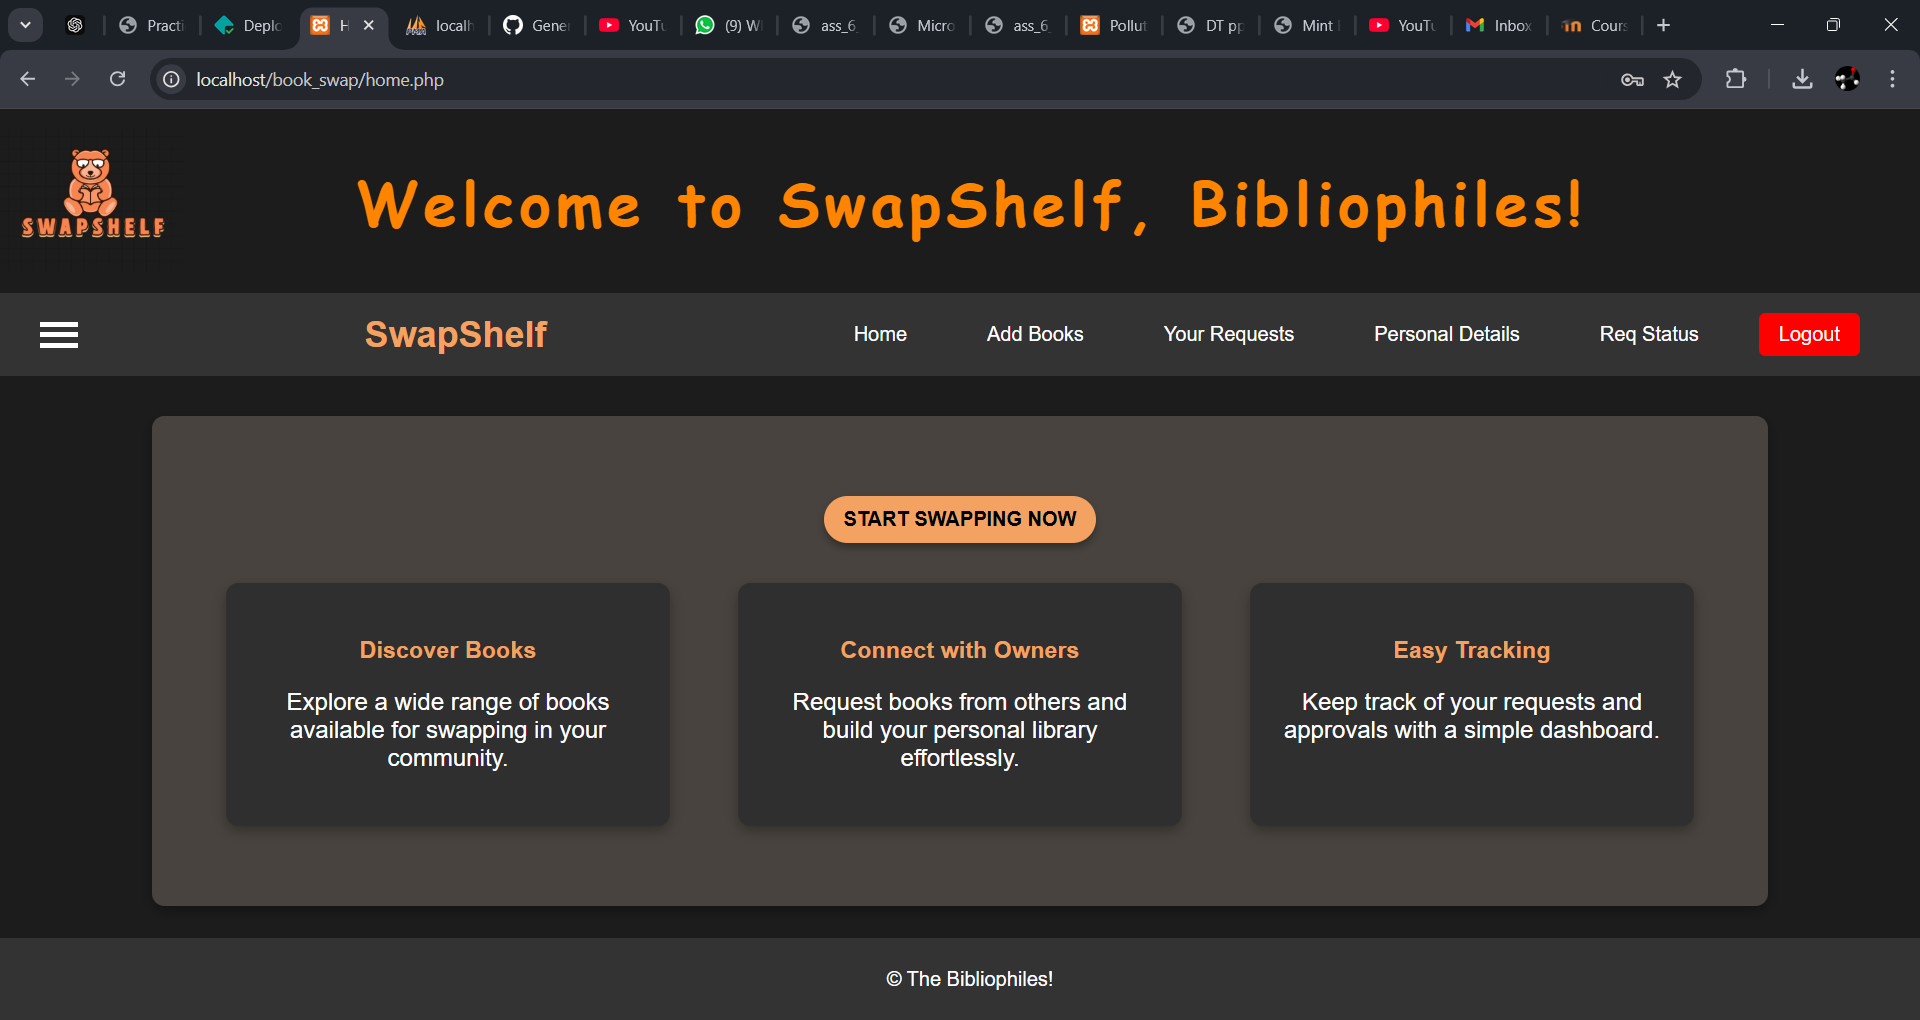 Practi
Deplo
H
localh
Gene
YouTu
(9) W
ass_6
Micro
ass_6
Pollut
DT pp
Mint
YouTu
Inbox
Cours
localhost/book_swap/home.php
SWAPSHELF
Welcome to SwapShelf, Bibliophiles!
SwapShelf
Home
Add Books
Your Requests
Personal Details
Req Status
Logout
START SWAPPING NOW
Discover Books
Explore a wide range of books
available for swapping in your
community.
Connect with Owners
Request books from others and
build your personal library
effortlessly.
Easy Tracking
Keep track of your requests and
approvals with a simple dashboard.
© The Bibliophiles!